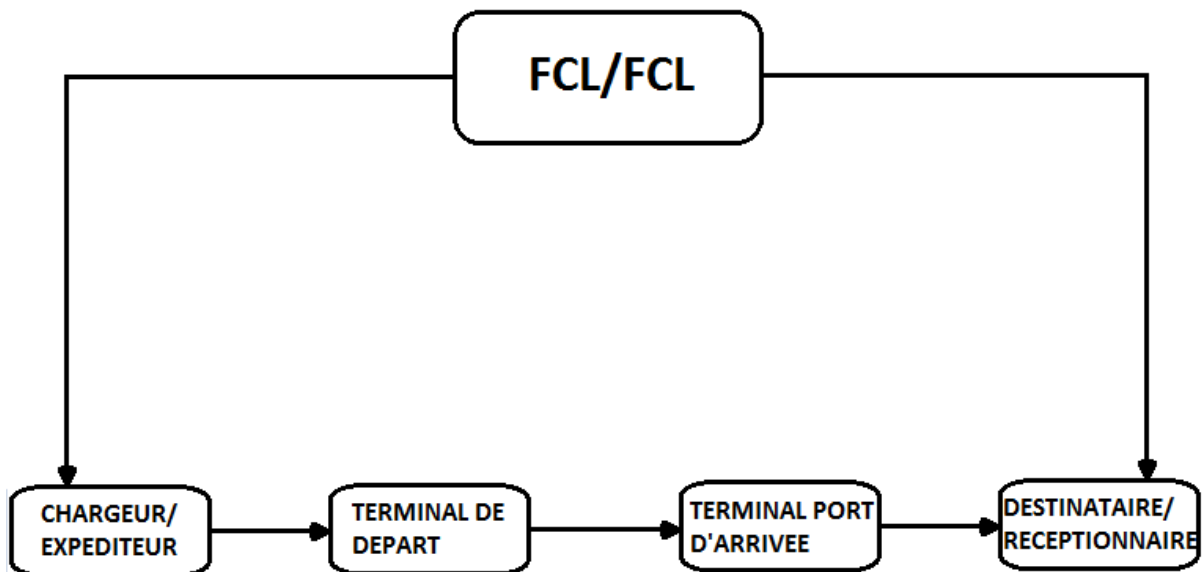 FCL/FCL
CHARGEUR/
EXPEDITEUR
TERMINAL DE
DEPART
TERMINAL PORT
D'ARRIVEE
DESTINATAIRE/
RECEPTIONNAIRE